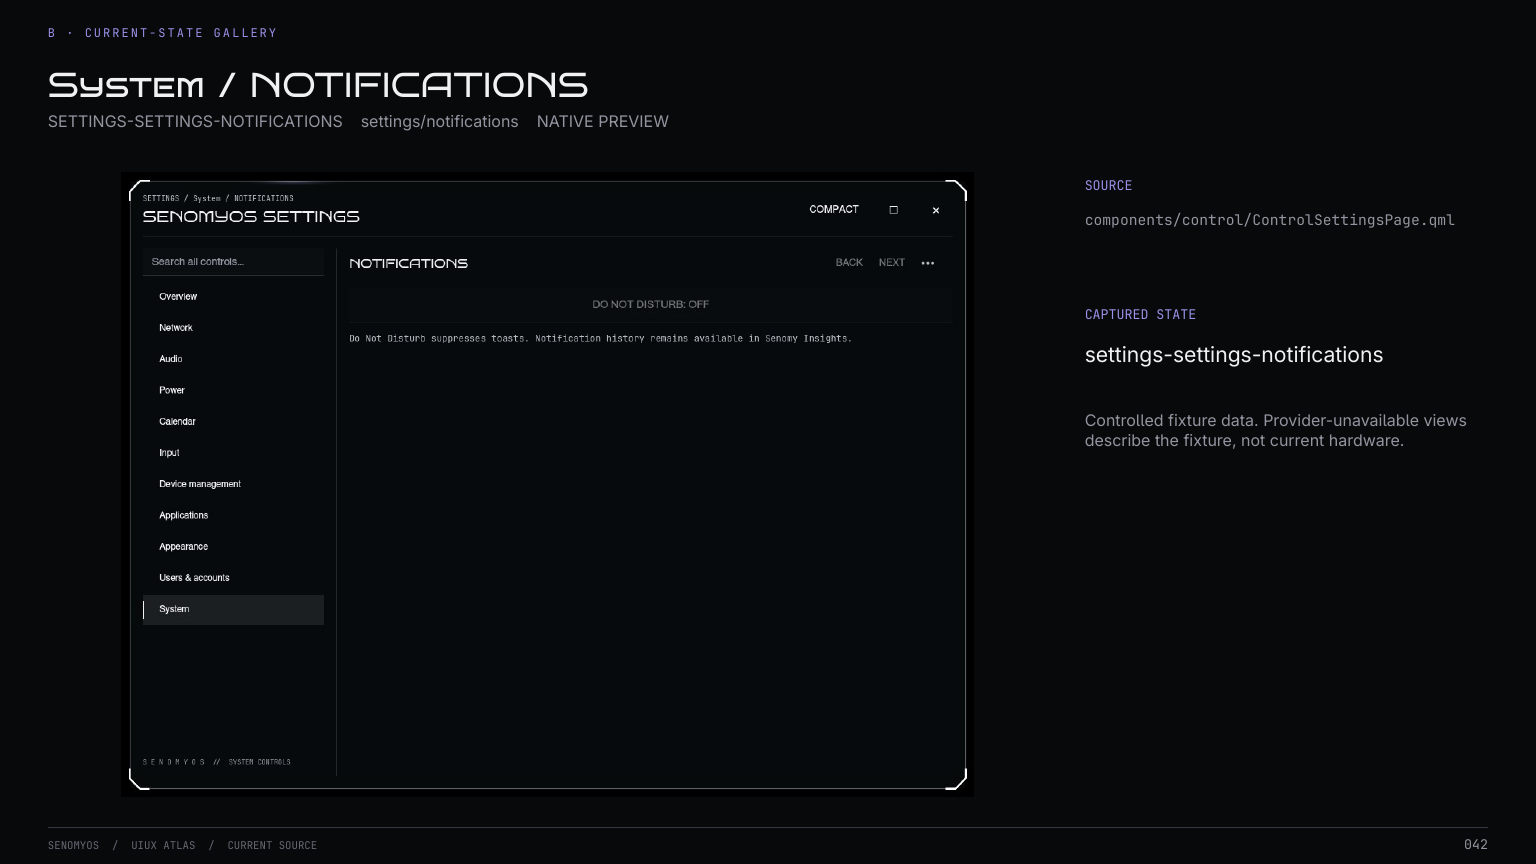 B · CURRENT-STATE GALLERY
System / NOTIFICATIONS
SETTINGS-SETTINGS-NOTIFICATIONS settings/notifications NATIVE PREVIEW
SETTINGS / System / NOTIFICATIONS
SENOMYOS SETTINGS
COMPACT □ ×
Search all controls...
Overview
Network
Audio
Power
Calendar
Input
Device management
Applications
Appearance
Users & accounts
System
SENOMYOS // SYSTEM CONTROLS
NOTIFICATIONS
BACK NEXT •••
DO NOT DISTURB: OFF
Do Not Disturb suppresses toasts. Notification history remains available in Senomy Insights.
SOURCE
components/control/ControlSettingsPage.qml
CAPTURED STATE
settings-settings-notifications
Controlled fixture data. Provider-unavailable views
describe the fixture, not current hardware.
SENOMYOS / UIUX ATLAS / CURRENT SOURCE
042